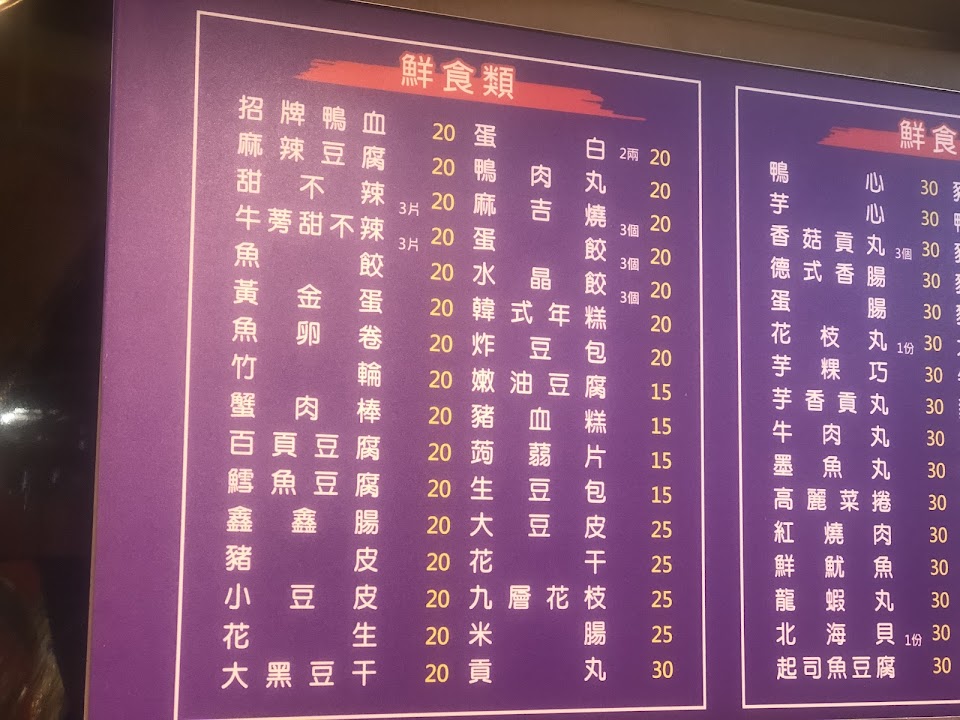 鮮食類
招牌鴨血 20
麻辣豆腐 20
甜不辣 3片 20
牛蒡甜不辣 3片 20
魚餃 20
黃金蛋 20
魚卵卷 20
竹輪 20
蟹肉棒 20
百頁豆腐 20
鱈魚豆腐 20
鑫鑫腸 20
豬皮 20
小豆皮 20
花生 20
大黑豆干 20
蛋白 2兩 20
鴨肉丸 20
麻吉燒 3個 20
蛋餃 3個 20
水晶餃 3個 20
韓式年糕 20
炸豆包 20
嫩油豆腐 15
豬血糕 15
蒟蒻片 15
生豆包 15
大豆皮 25
花干 25
九層花枝 25
米腸 25
貢丸 30
鮮食
鴨心 30
芋心 30
香菇貢丸 3個 30
德式香腸 30
蛋腸 30
花枝丸 1份 30
芋粿巧 30
芋香貢丸 30
牛肉丸 30
墨魚丸 30
高麗菜捲 30
紅燒肉 30
鮮魷魚 30
龍蝦丸 30
北海貝 1份 30
起司魚豆腐 30